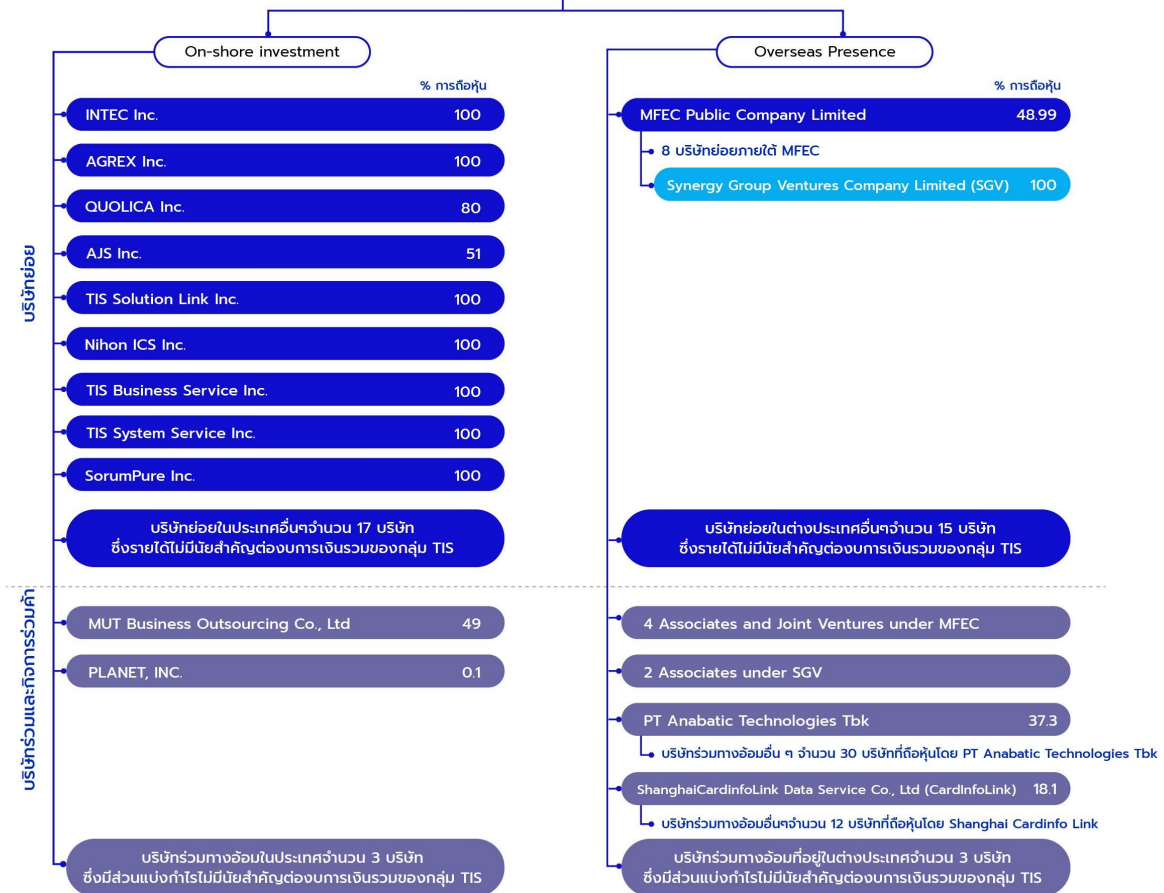 On-shore investment
% การถือหุ้น
INTEC Inc. 100
AGREX Inc. 100
QUOLICA Inc. 80
AJS Inc. 51
TIS Solution Link Inc. 100
Nihon ICS Inc. 100
TIS Business Service Inc. 100
TIS System Service Inc. 100
SorumPure Inc. 100
บริษัทย่อยในประเทศอื่นๆจำนวน 17 บริษัท
ซึ่งรายได้ไม่มีนัยสำคัญต่องบการเงินรวมของกลุ่ม TIS
บริษัทย่อย
Overseas Presence
% การถือหุ้น
MFEC Public Company Limited 48.99
8 บริษัทย่อยภายใต้ MFEC
Synergy Group Ventures Company Limited (SGV) 100
บริษัทย่อยในต่างประเทศอื่นๆจำนวน 15 บริษัท
ซึ่งรายได้ไม่มีนัยสำคัญต่องบการเงินรวมของกลุ่ม TIS
บริษัทร่วมและกิจการร่วมค้า
MUT Business Outsourcing Co., Ltd 49
PLANET, INC. 0.1
บริษัทร่วมทางอ้อมในประเทศจำนวน 3 บริษัท
ซึ่งมีส่วนแบ่งกำไรไม่มีนัยสำคัญต่องบการเงินรวมของกลุ่ม TIS
4 Associates and Joint Ventures under MFEC
2 Associates under SGV
PT Anabatic Technologies Tbk 37.3
บริษัทร่วมทางอ้อมอื่น ๆ จำนวน 30 บริษัทที่ถือหุ้นโดย PT Anabatic Technologies Tbk
ShanghaiCardinfoLink Data Service Co., Ltd (CardInfoLink) 18.1
บริษัทร่วมทางอ้อมอื่นๆจำนวน 12 บริษัทที่ถือหุ้นโดย Shanghai Cardinfo Link
บริษัทร่วมทางอ้อมที่อยู่ในต่างประเทศจำนวน 3 บริษัท
ซึ่งมีส่วนแบ่งกำไรไม่มีนัยสำคัญต่องบการเงินรวมของกลุ่ม TIS